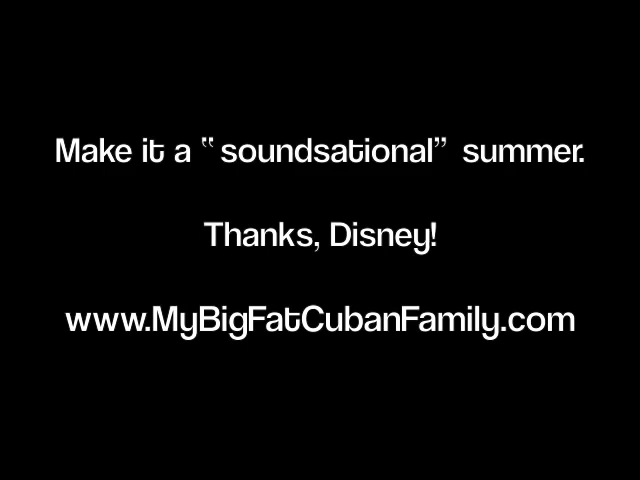 Make it a “soundsational” summer.
Thanks, Disney!
www.MyBigFatCubanFamily.com